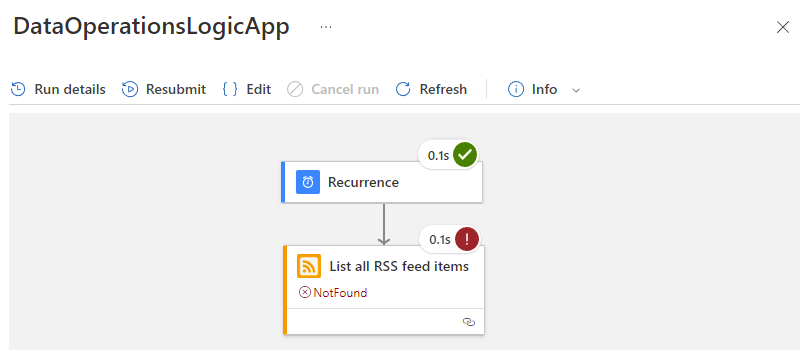 DataOperationsLogicApp ...
Run details Resubmit { } Edit Cancel run Refresh Info
0.1s
Recurrence
0.1s !
List all RSS feed items
NotFound